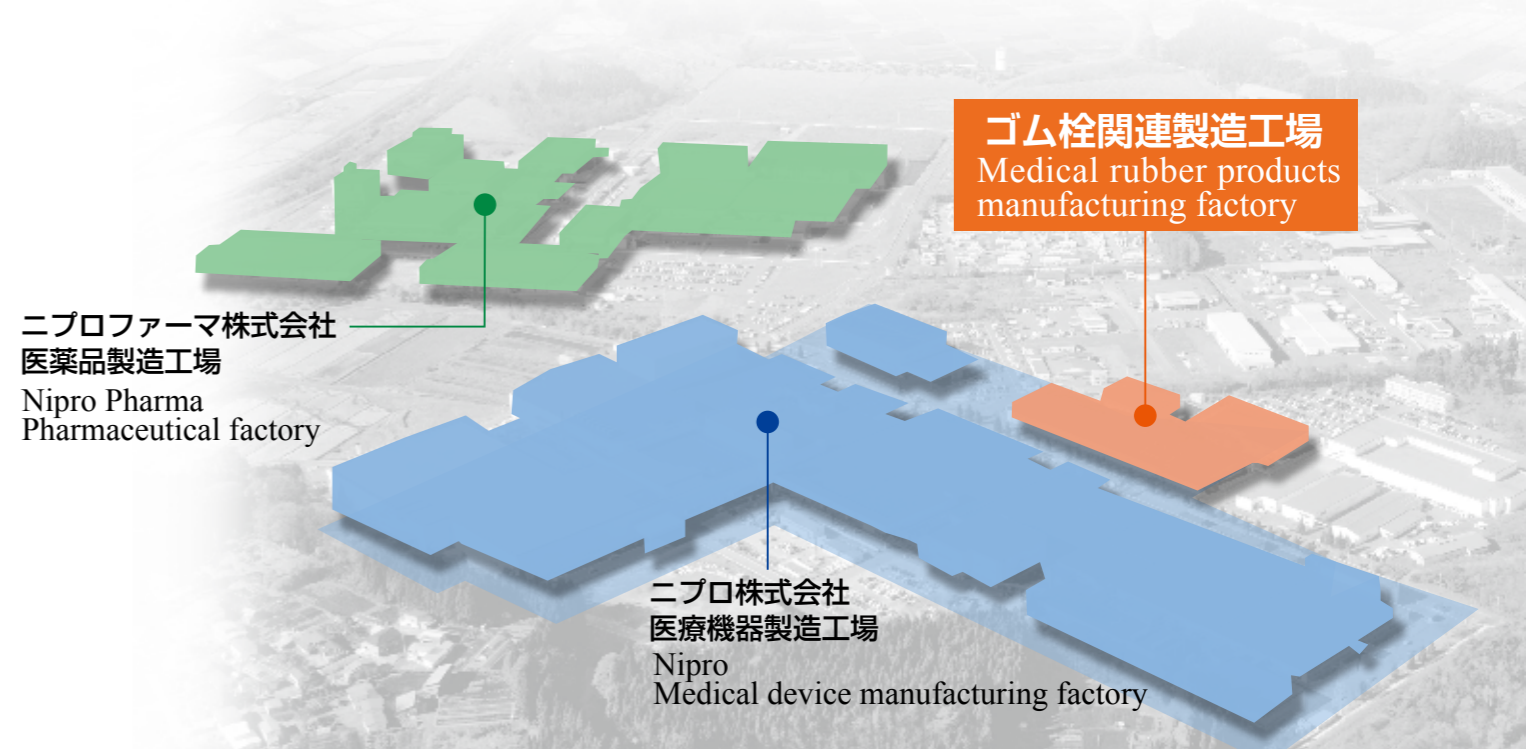 ゴム栓関連製造工場
Medical rubber products
manufacturing factory
ニプロファーマ株式会社
医薬品製造工場
Nipro Pharma
Pharmaceutical factory
ニプロ株式会社
医療機器製造工場
Nipro
Medical device manufacturing factory